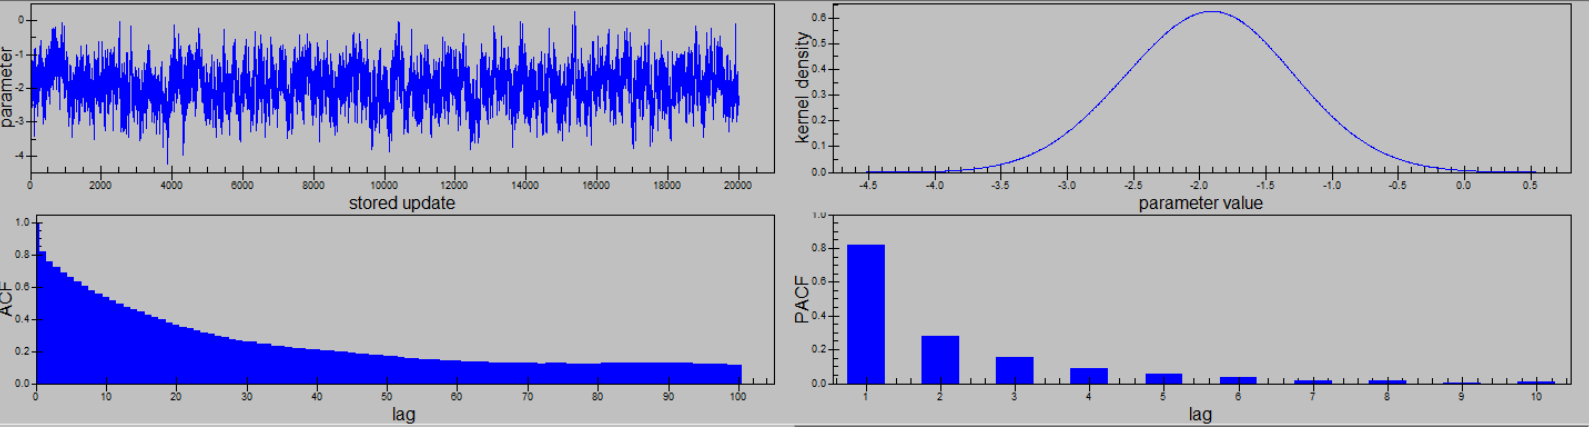 parameter
0
-1
-2
-3
-4
0 2000 4000 6000 8000 10000 12000 14000 16000 18000 20000
stored update
kernel density
0.6
0.5
0.4
0.3
0.2
0.1
0.0
-4.5 -4.0 -3.5 -3.0 -2.5 -2.0 -1.5 -1.0 -0.5 0.0 0.5
parameter value
ACF
1.0
0.8
0.6
0.4
0.2
0.0
0 10 20 30 40 50 60 70 80 90 100
lag
PACF
1.0
0.8
0.6
0.4
0.2
0.0
1 2 3 4 5 6 7 8 9 10
lag